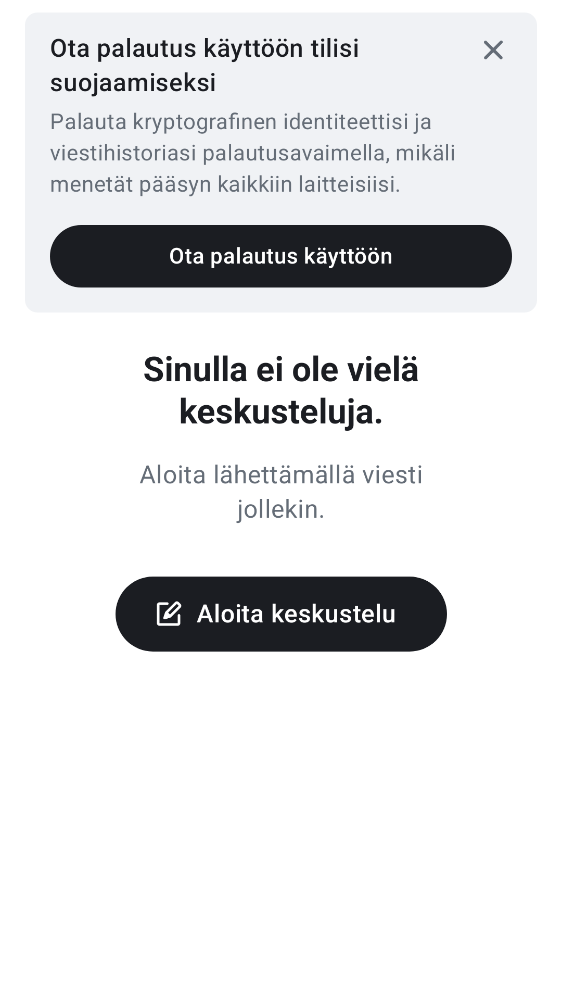 Ota palautus käyttöön tilisi
suojaamiseksi
Palauta kryptografinen identiteettisi ja
viestihistoriasi palautusavaimella, mikäli
menetät pääsyn kaikkiin laitteisiisi.
Ota palautus käyttöön
Sinulla ei ole vielä
keskusteluja.
Aloita lähettämällä viesti
jollekin.
Aloita keskustelu